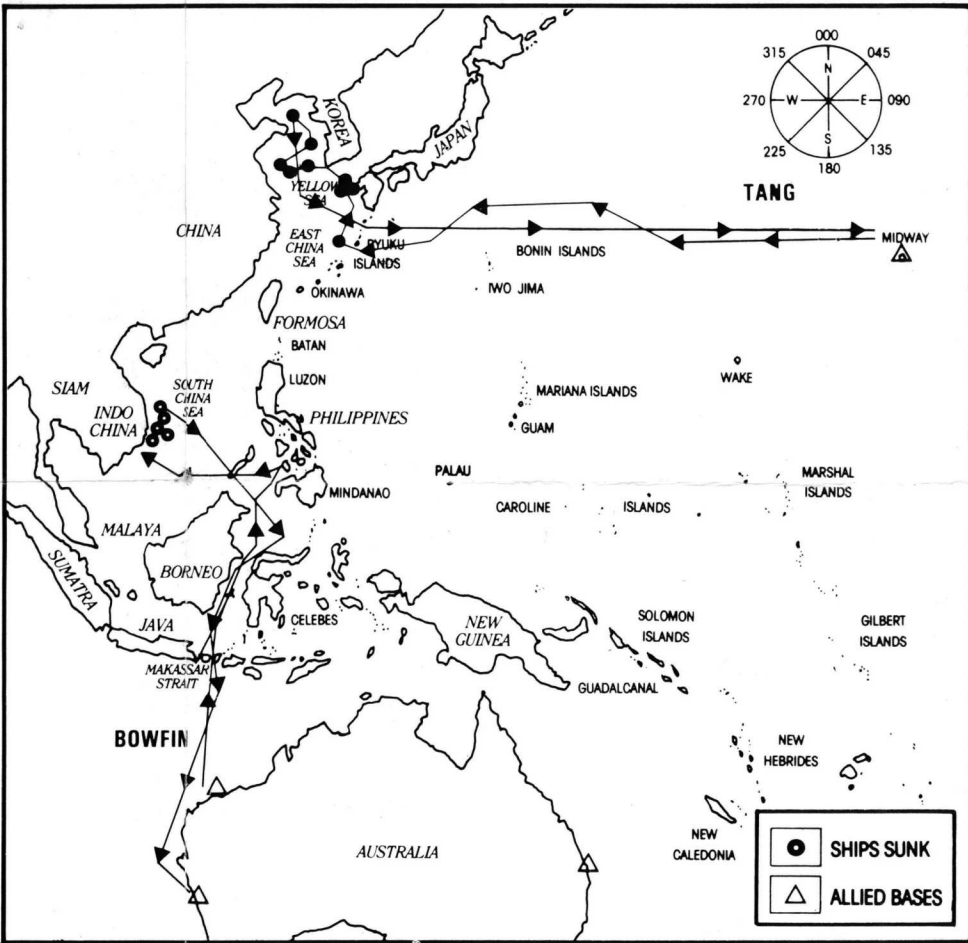 000
315
045
N
270
W
E
090
S
225
135
180
KOREA
JAPAN
TANG
YELLOW
SEA
CHINA
EAST
CHINA
SEA
RYUKU
ISLANDS
BONIN ISLANDS
MIDWAY
OKINAWA
IWO JIMA
FORMOSA
BATAN
SIAM
SOUTH
CHINA
SEA
LUZON
MARIANA ISLANDS
WAKE
INDO
CHINA
PHILIPPINES
GUAM
PALAU
MINDANAO
CAROLINE
ISLANDS
MARSHAL
ISLANDS
MALAYA
SUMATRA
BORNEO
JAVA
CELEBES
NEW
GUINEA
SOLOMON
ISLANDS
GILBERT
ISLANDS
MAKASSAR
STRAIT
GUADALCANAL
BOWFIN
NEW
HEBRIDES
NEW
CALEDONIA
AUSTRALIA
SHIPS SUNK
ALLIED BASES